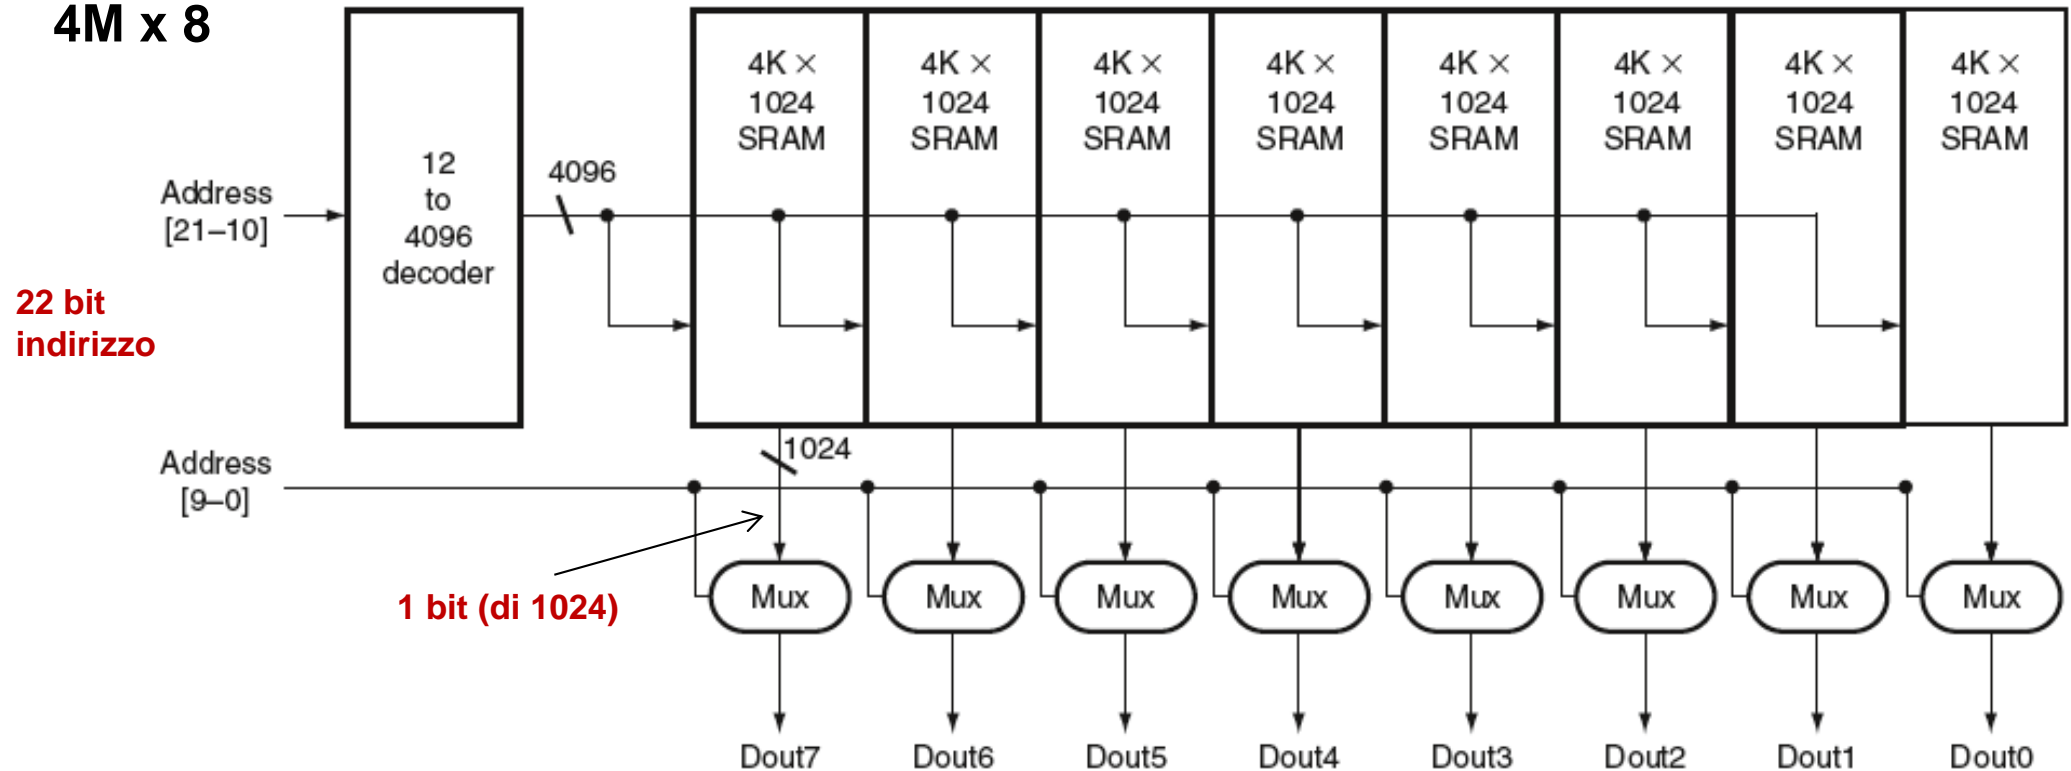 4M x 8
4K ×
1024
SRAM
4K ×
1024
SRAM
4K ×
1024
SRAM
4K ×
1024
SRAM
4K ×
1024
SRAM
4K ×
1024
SRAM
4K ×
1024
SRAM
4K ×
1024
SRAM
12
to
4096
decoder
4096
Address
[21–10]
22 bit
indirizzo
1024
Address
[9–0]
1 bit (di 1024)
Mux
Mux
Mux
Mux
Mux
Mux
Mux
Mux
Dout7
Dout6
Dout5
Dout4
Dout3
Dout2
Dout1
Dout0